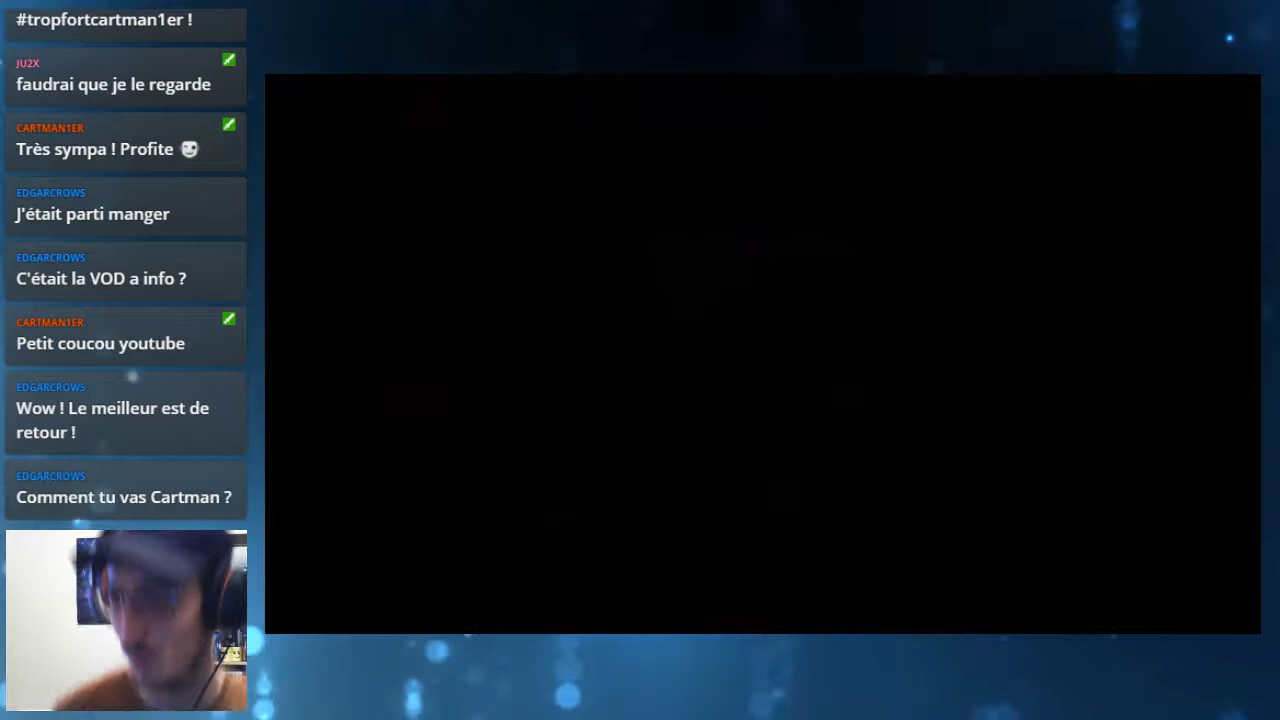 #tropfortcartman1er !
JU2X
faudrai que je le regarde
CARTMAN1ER
Très sympa ! Profite
EDGARCROWS
J'était parti manger
EDGARCROWS
C'était la VOD a info ?
CARTMAN1ER
Petit coucou youtube
EDGARCROWS
Wow ! Le meilleur est de
retour !
EDGARCROWS
Comment tu vas Cartman ?